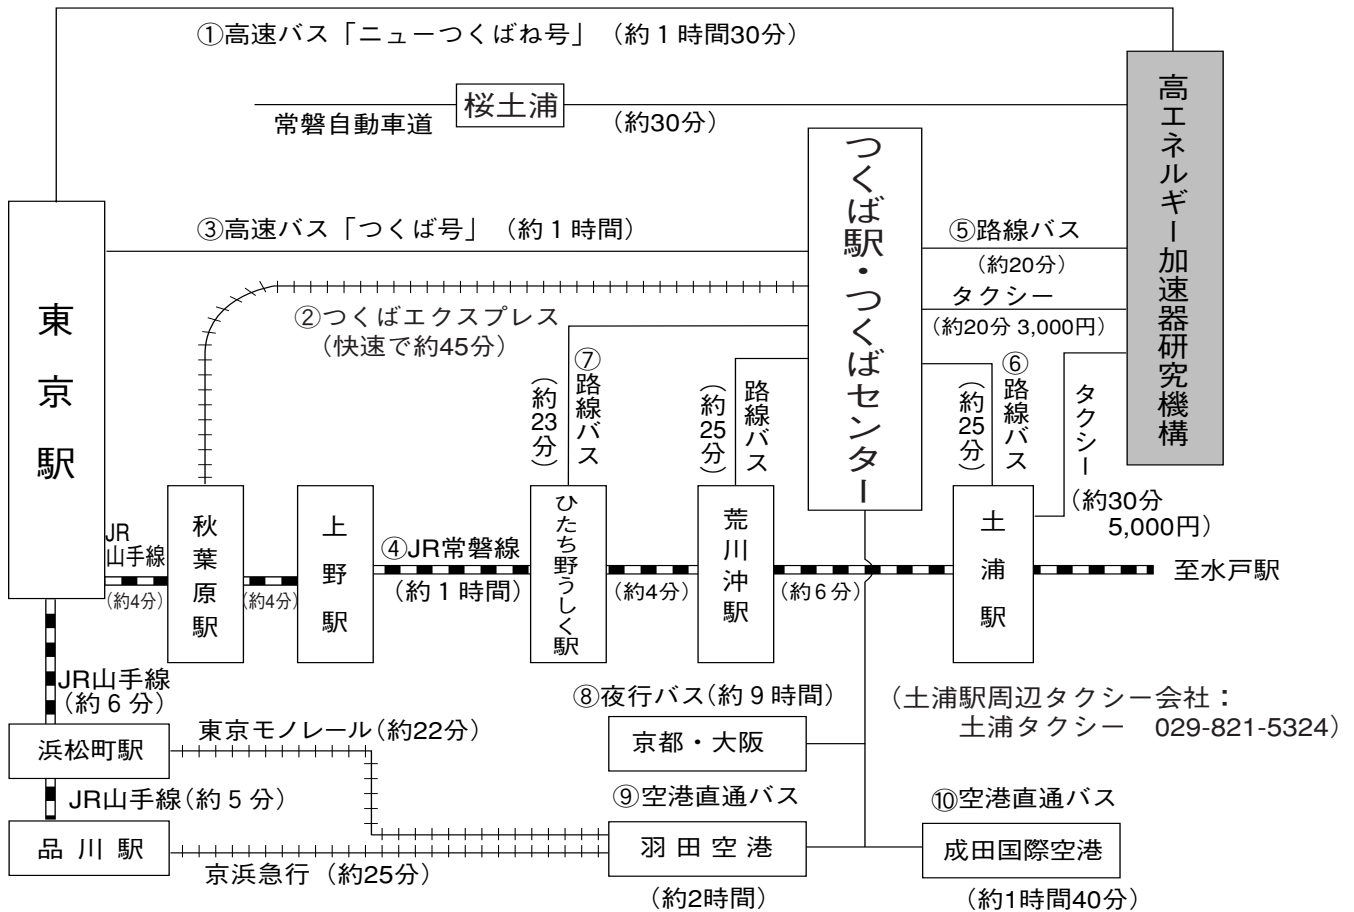 ①高速バス「ニューつくばね号」（約１時間30分）
常磐自動車道
桜土浦
（約30分）
高エネルギー加速器研究機構
つくば駅・つくばセンター
東京駅
③高速バス「つくば号」（約１時間）
⑤路線バス
（約20分）
タクシー
（約20分 3,000円）
②つくばエクスプレス
（快速で約45分）
⑦路線バス
（約23分）
路線バス
（約25分）
⑥路線バス
（約25分）
タクシー
（約30分
5,000円）
JR
山手線
（約4分）
秋葉原駅
（約4分）
上野駅
④JR常磐線
（約１時間）
ひたち野うしく駅
（約4分）
荒川沖駅
（約６分）
土浦駅
至水戸駅
JR山手線
（約６分）
浜松町駅
東京モノレール（約22分）
JR山手線（約５分）
品川駅
京浜急行（約25分）
⑧夜行バス（約９時間）
京都・大阪
（土浦駅周辺タクシー会社：
土浦タクシー　029-821-5324）
⑨空港直通バス
羽田空港
（約2時間）
⑩空港直通バス
成田国際空港
（約1時間40分）